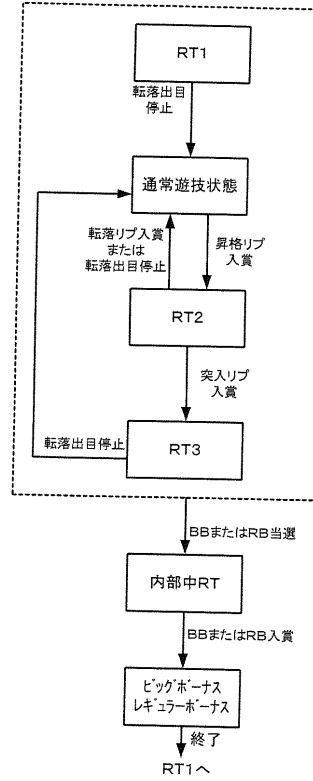 RT1
転落出目
停止
通常遊技状態
転落リプ入賞
または
転落出目停止
昇格リプ
入賞
RT2
突入リプ
入賞
転落出目停止
RT3
BBまたはRB当選
内部中RT
BBまたはRB入賞
ビッグボーナス
レギュラーボーナス
終了
RT1へ